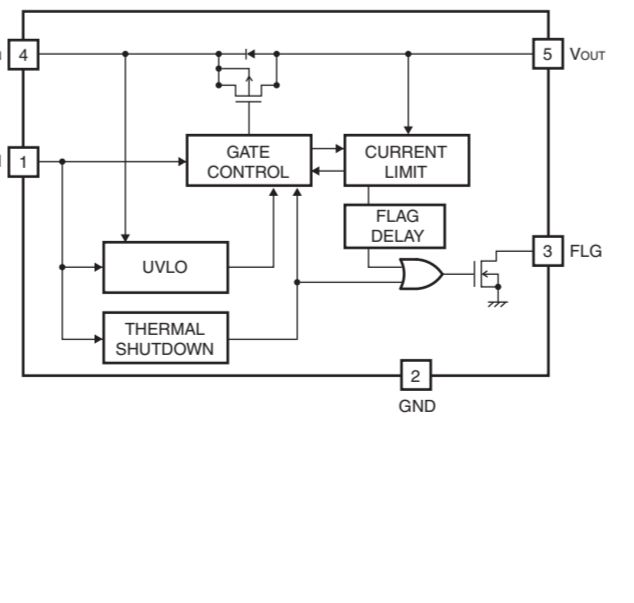 4
5 VOUT
1
GATE
CONTROL
CURRENT
LIMIT
FLAG
DELAY
3 FLG
UVLO
THERMAL
SHUTDOWN
2
GND